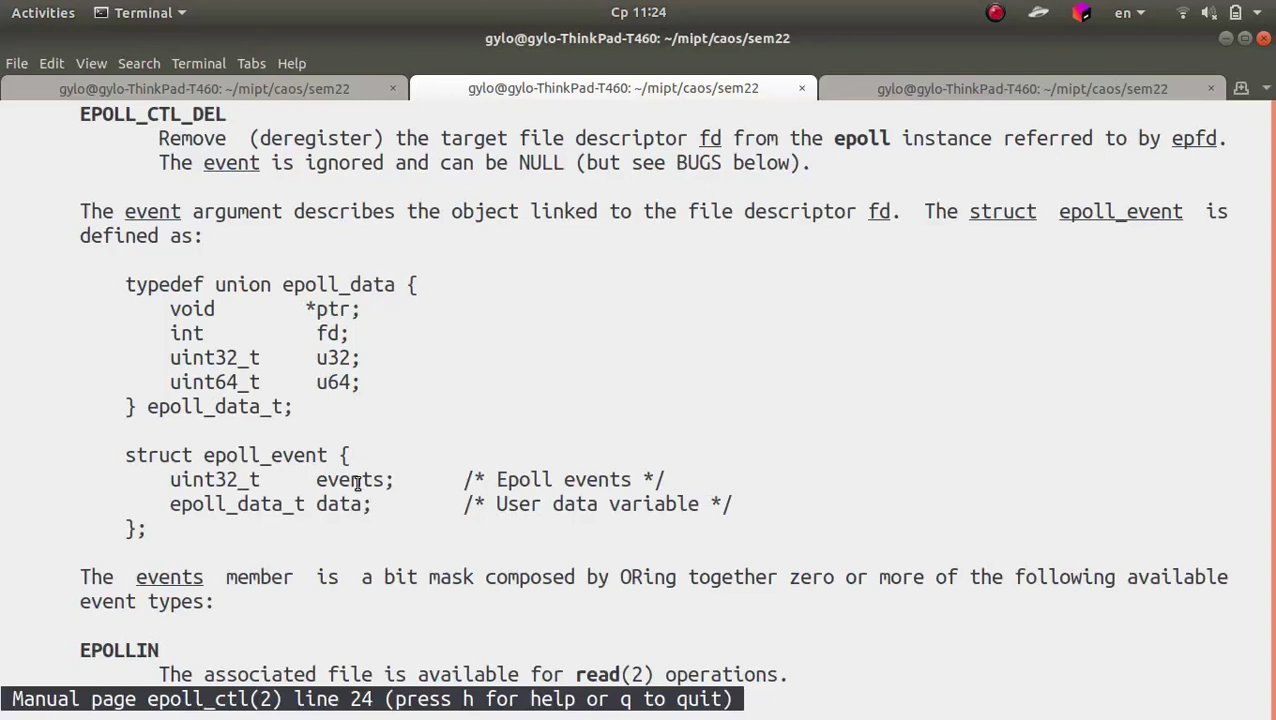 Activities Terminal Ср 11:24 en
gylo@gylo-ThinkPad-T460: ~/mipt/caos/sem22
File Edit View Search Terminal Tabs Help
gylo@gylo-ThinkPad-T460: ~/mipt/caos/sem22 × gylo@gylo-ThinkPad-T460: ~/mipt/caos/sem22 × gylo@gylo-ThinkPad-T460: ~/mipt/caos/sem22 ×
EPOLL_CTL_DEL
Remove (deregister) the target file descriptor fd from the epoll instance referred to by epfd.
The event is ignored and can be NULL (but see BUGS below).
The event argument describes the object linked to the file descriptor fd. The struct epoll_event is
defined as:
typedef union epoll_data {
void *ptr;
int fd;
uint32_t u32;
uint64_t u64;
} epoll_data_t;
struct epoll_event {
uint32_t events; /* Epoll events */
epoll_data_t data; /* User data variable */
};
The events member is a bit mask composed by ORing together zero or more of the following available
event types:
EPOLLIN
The associated file is available for read(2) operations.
Manual page epoll_ctl(2) line 24 (press h for help or q to quit)